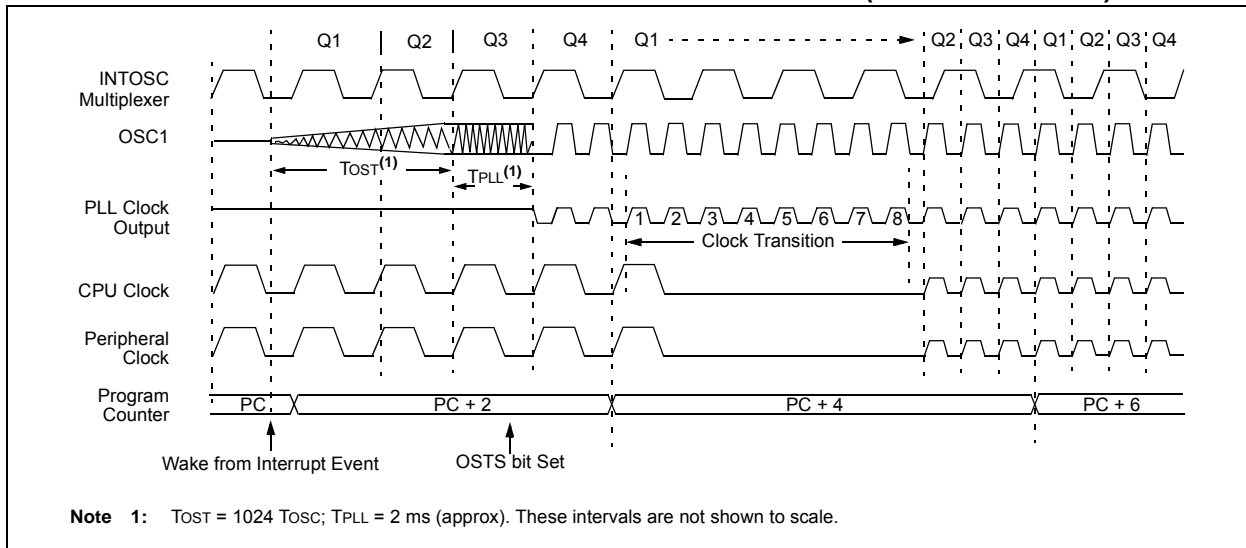 Q1 Q2 Q3 Q4 Q1 Q2 Q3 Q4 Q1 Q2 Q3 Q4
INTOSC
Multiplexer
OSC1
TOST(1)
TPLL(1)
PLL Clock
Output
1 2 3 4 5 6 7 8
Clock Transition
CPU Clock
Peripheral
Clock
Program
Counter
PC PC + 2 PC + 4 PC + 6
Wake from Interrupt Event
OSTS bit Set
Note 1: TOST = 1024 TOSC; TPLL = 2 ms (approx). These intervals are not shown to scale.